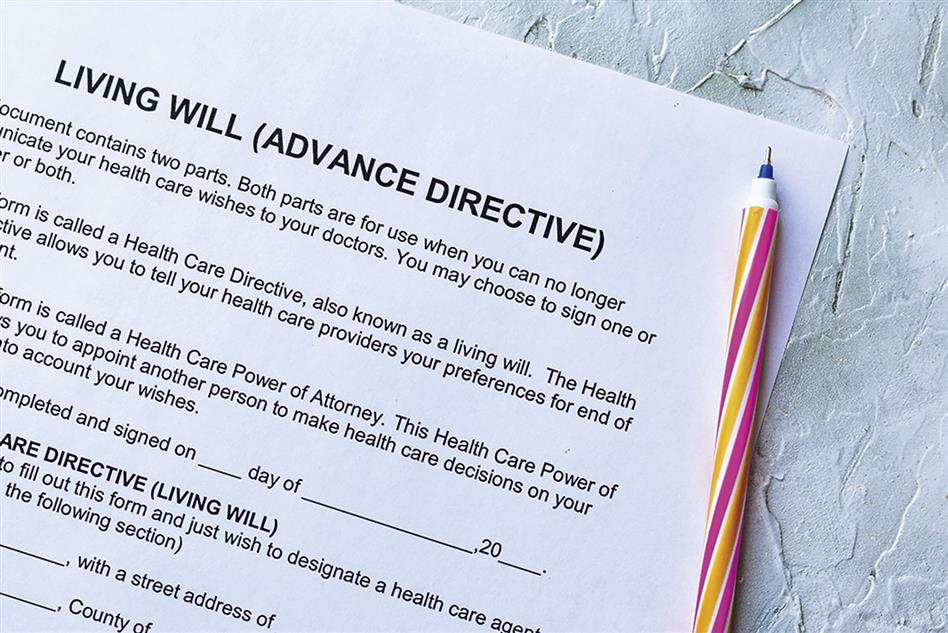 LIVING WILL (ADVANCE DIRECTIVE)
ocument contains two parts. Both parts are for use when you can no longer
nicate your health care wishes to your doctors. You may choose to sign one or
er or both.
orm is called a Health Care Directive, also known as a living will. The Health
ctive allows you to tell your health care providers your preferences for end of
nt.
orm is called a Health Care Power of Attorney. This Health Care Power of
s you to appoint another person to make health care decisions on your
to account your wishes.
ompleted and signed on ____ day of ________________,20____.
ARE DIRECTIVE (LIVING WILL)
to fill out this form and just wish to designate a health care agent
the following section)
______, with a street address of
______, County of